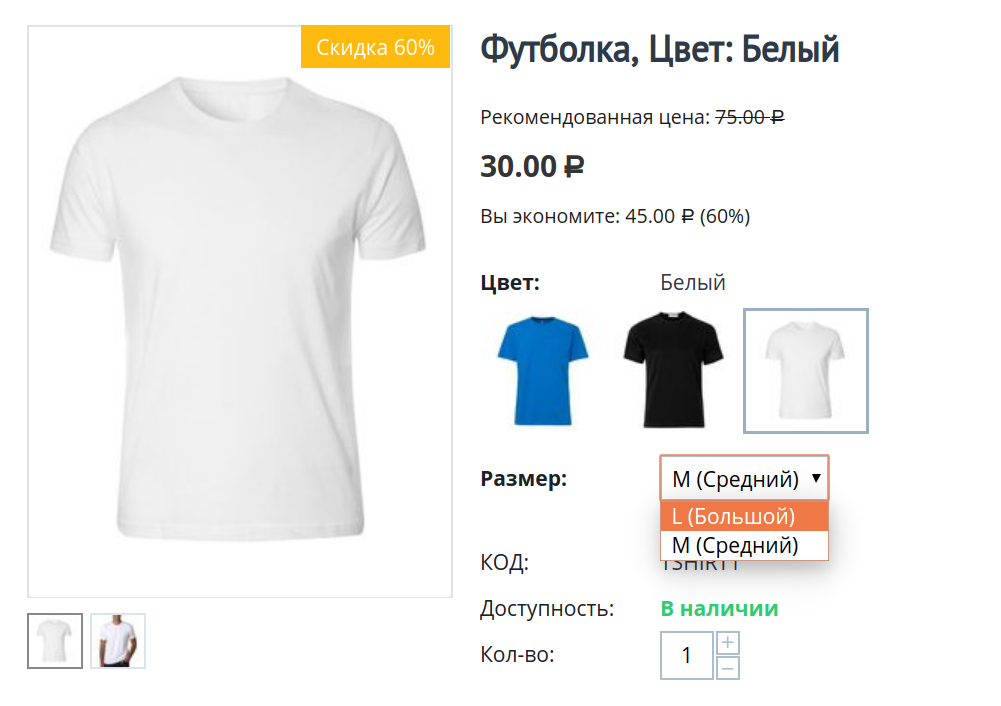 Скидка 60%
Футболка, Цвет: Белый
Рекомендованная цена: 75.00 ₽
30.00 ₽
Вы экономите: 45.00 ₽ (60%)
Цвет: Белый
Размер: M (Средний) ▼
L (Большой)
M (Средний)
КОД:
Доступность: В наличии
Кол-во: 1 + −